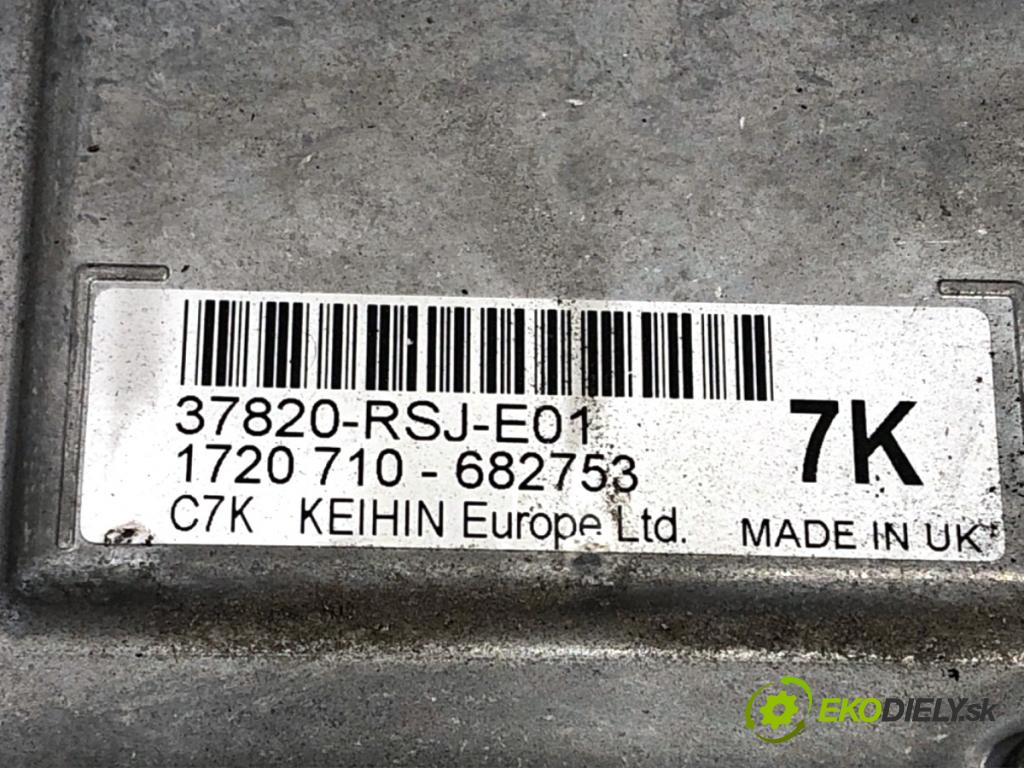 37820-RSJ-E01
1720 710 - 682753
7K
C7K KEIHIN Europe Ltd. MADE IN UK
EKODIELY.sk